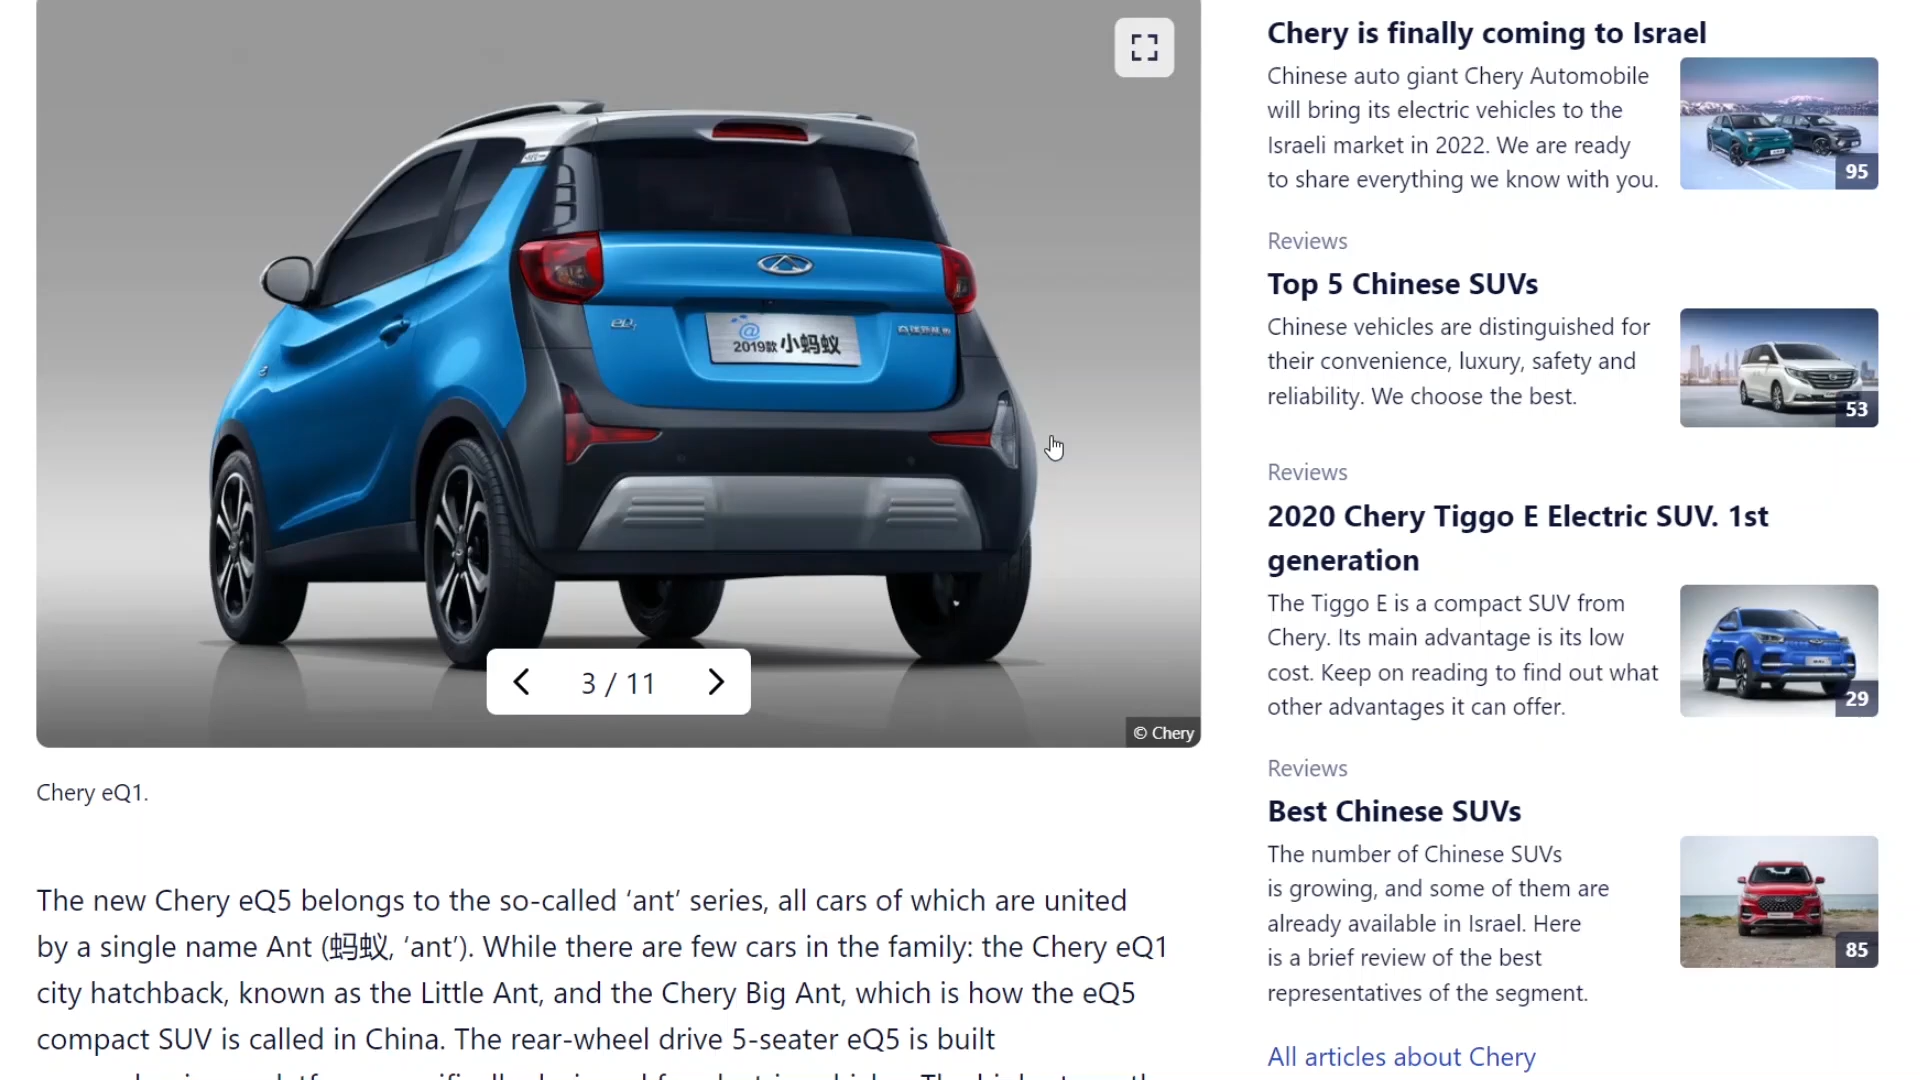 eQ1
@
2019款 小蚂蚁
3 / 11
© Chery
Chery eQ1.
The new Chery eQ5 belongs to the so-called ‘ant’ series, all cars of which are united
by a single name Ant (蚂蚁, ‘ant’). While there are few cars in the family: the Chery eQ1
city hatchback, known as the Little Ant, and the Chery Big Ant, which is how the eQ5
compact SUV is called in China. The rear-wheel drive 5-seater eQ5 is built
Chery is finally coming to Israel
Chinese auto giant Chery Automobile
will bring its electric vehicles to the
Israeli market in 2022. We are ready
to share everything we know with you.
95
Reviews
Top 5 Chinese SUVs
Chinese vehicles are distinguished for
their convenience, luxury, safety and
reliability. We choose the best.
53
Reviews
2020 Chery Tiggo E Electric SUV. 1st
generation
The Tiggo E is a compact SUV from
Chery. Its main advantage is its low
cost. Keep on reading to find out what
other advantages it can offer.
29
Reviews
Best Chinese SUVs
The number of Chinese SUVs
is growing, and some of them are
already available in Israel. Here
is a brief review of the best
representatives of the segment.
85
All articles about Chery